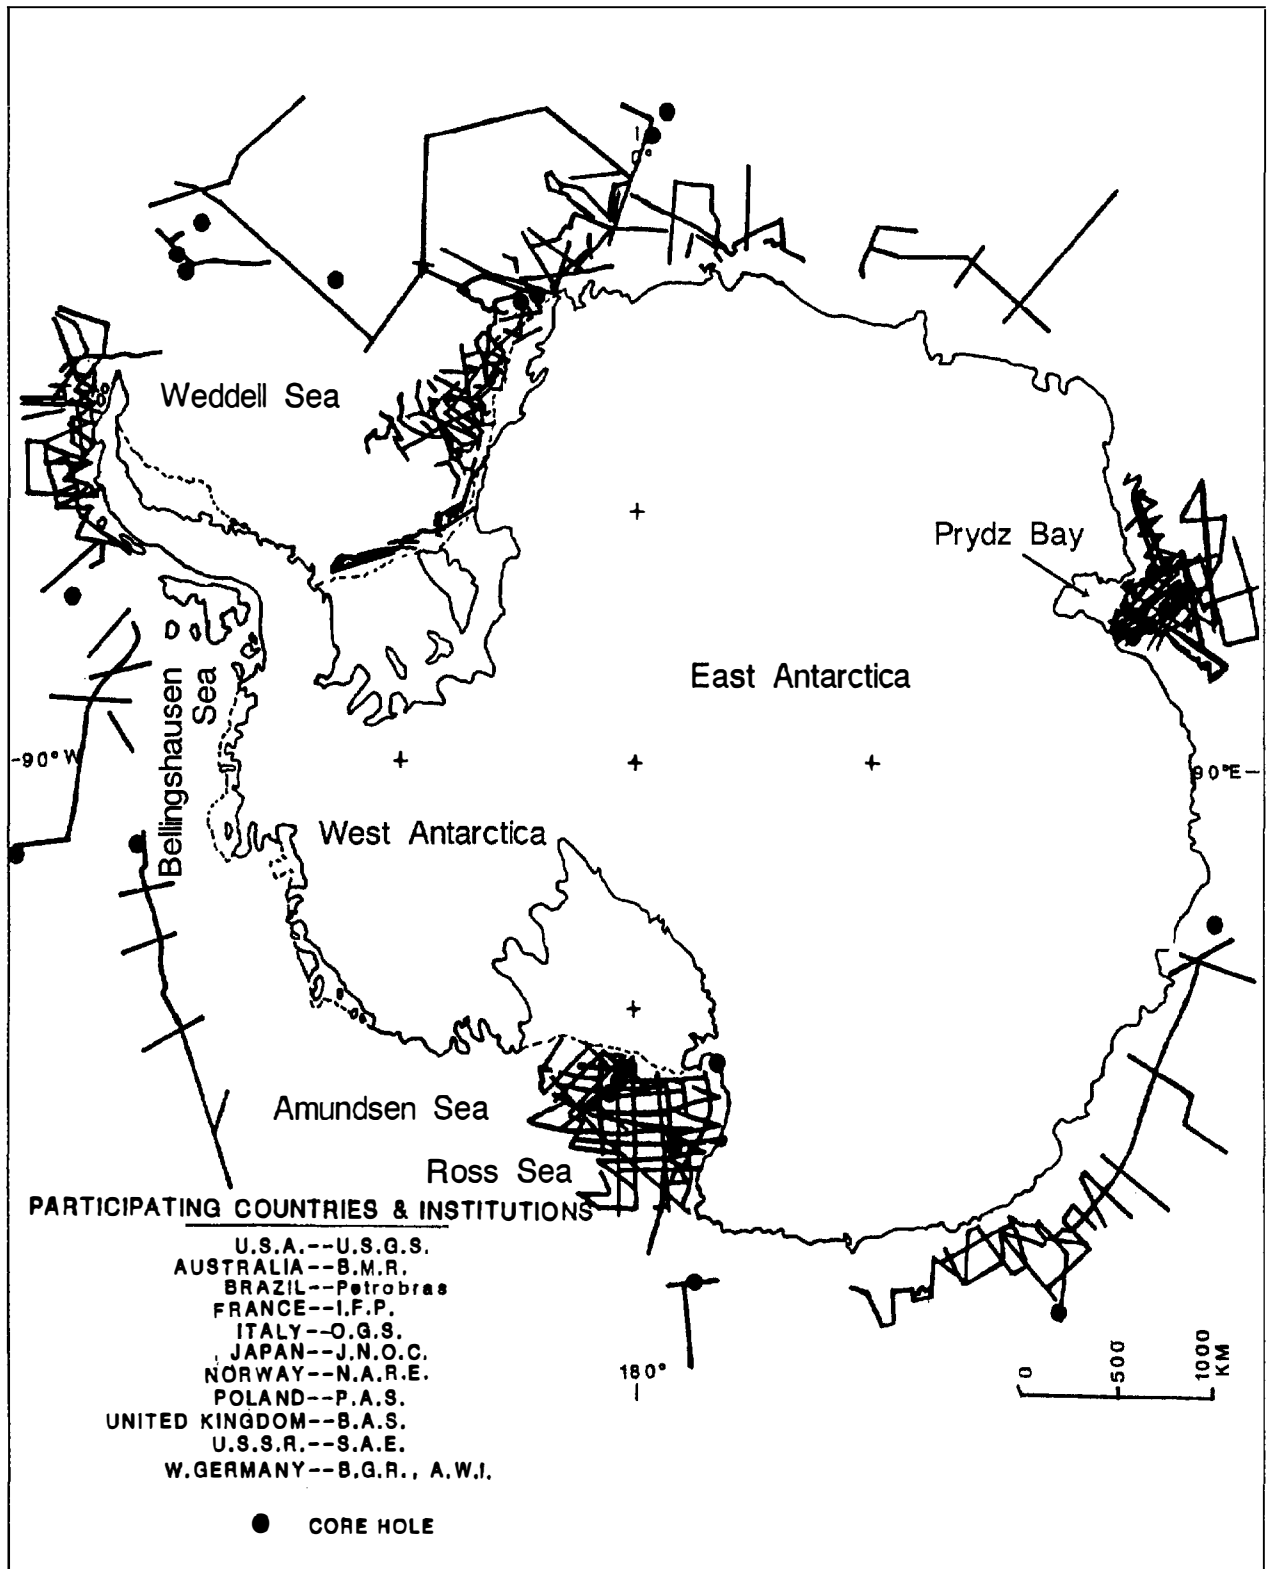 0°
Weddell Sea
Prydz Bay
East Antarctica
Bellingshausen
Sea
-90°W
90°E-
West Antarctica
Amundsen Sea
Ross Sea
PARTICIPATING COUNTRIES & INSTITUTIONS
U.S.A.--U.S.G.S.
AUSTRALIA--B.M.R.
BRAZIL--Petrobras
FRANCE--I.F.P.
ITALY--O.G.S.
JAPAN--J.N.O.C.
NORWAY--N.A.R.E.
POLAND--P.A.S.
UNITED KINGDOM--B.A.S.
U.S.S.R.--S.A.E.
W.GERMANY--B.G.R., A.W.I.
180°
0
500
1000
KM
CORE HOLE